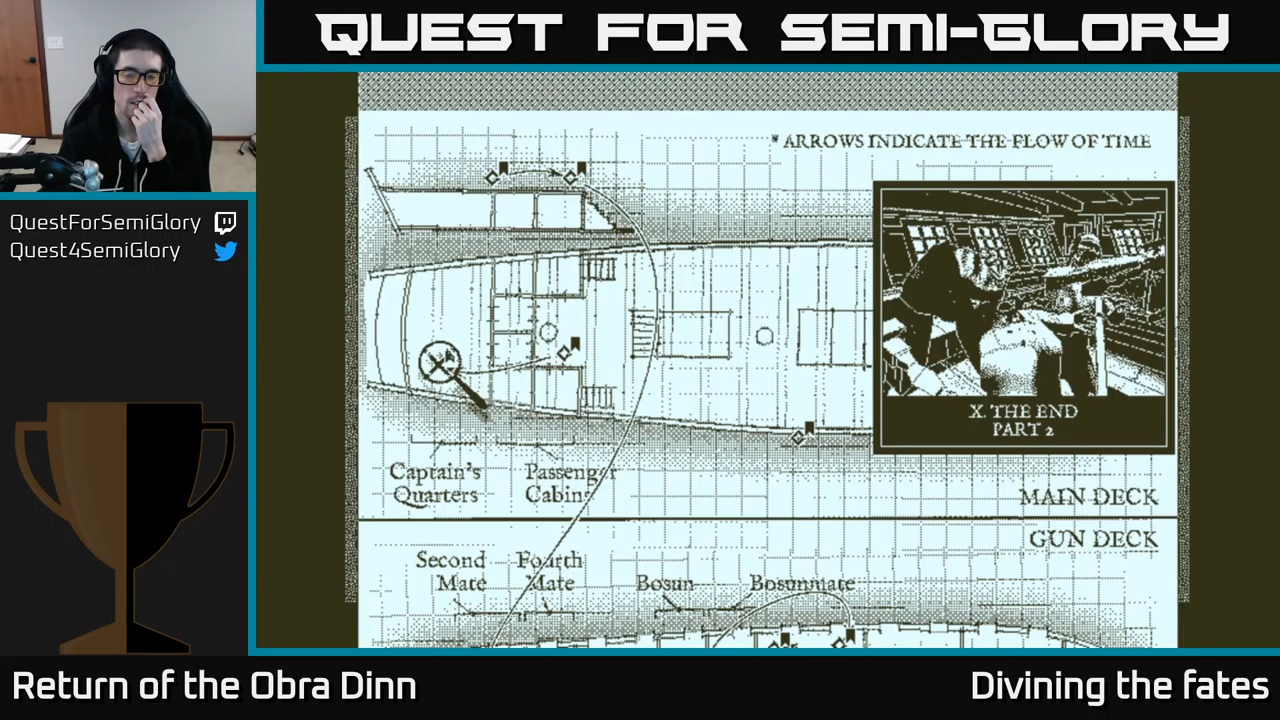 QUEST FOR SEMI-GLORY
QuestForSemiGlory
Quest4SemiGlory
* ARROWS INDICATE THE FLOW OF TIME
X. THE END
PART 2
Captain's
Quarters
Passenger
Cabins
MAIN DECK
GUN DECK
Second
Mate
Fourth
Mate
Bosun
Bosunmate
Return of the Obra Dinn
Divining the fates